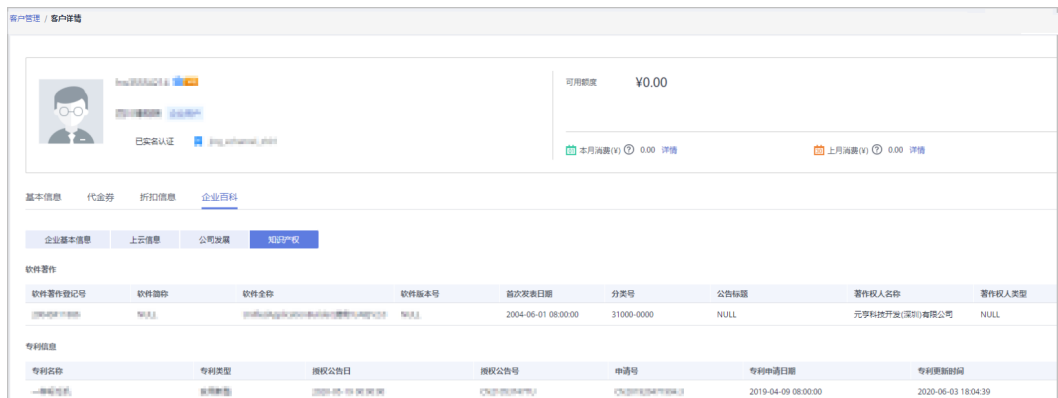 客户管理 / 客户详情
可用额度 ¥0.00
企业用户
已实名认证
本月消费(¥) ? 0.00 详情 上月消费(¥) ? 0.00 详情
基本信息 代金券 折扣信息 企业百科
企业基本信息 上云信息 公司发展 知识产权
软件著作
软件著作登记号 软件简称 软件全称 软件版本号 首次发表日期 分类号 公告标题 著作权人名称 著作权人类型
NULL NULL 2004-06-01 08:00:00 31000-0000 NULL 元亨科技开发(深圳)有限公司 NULL
专利信息
专利名称 专利类型 授权公告日 授权公告号 申请号 专利申请日期 专利更新时间
2019-04-09 08:00:00 2020-06-03 18:04:39